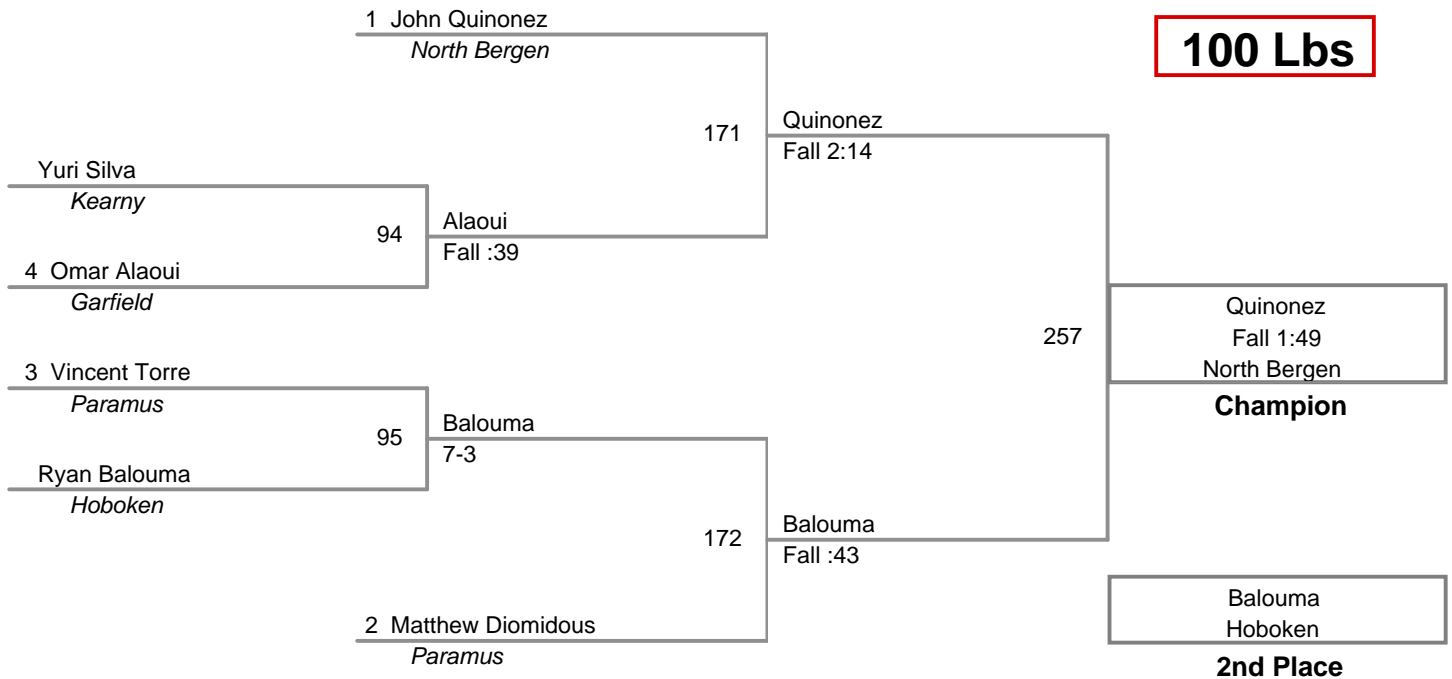 1 John Quinonez
North Bergen
100 Lbs
171
Quinonez
Fall 2:14
Yuri Silva
Kearny
94
Alaoui
Fall :39
4 Omar Alaoui
Garfield
257
Quinonez
Fall 1:49
North Bergen
Champion
3 Vincent Torre
Paramus
95
Balouma
7-3
Ryan Balouma
Hoboken
172
Balouma
Fall :43
2 Matthew Diomidous
Paramus
Balouma
Hoboken
2nd Place